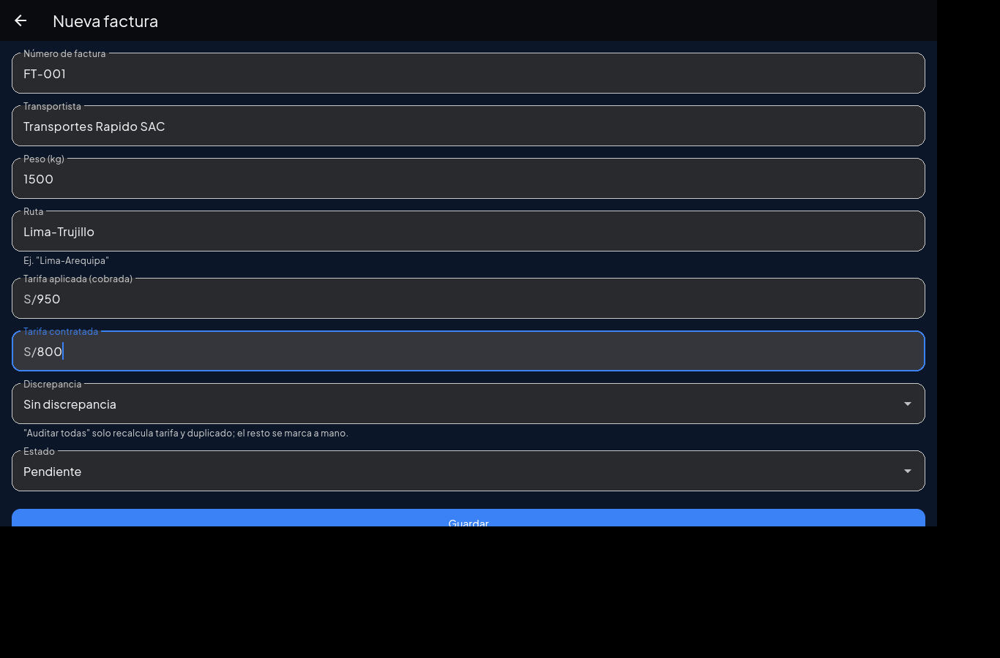 Nueva factura
Número de factura
FT-001
Transportista
Transportes Rapido SAC
Peso (kg)
1500
Ruta
Lima-Trujillo
Ej. "Lima-Arequipa"
Tarifa aplicada (cobrada)
S/950
Tarifa contratada
S/800
Discrepancia
Sin discrepancia
"Auditar todas" solo recalcula tarifa y duplicado; el resto se marca a mano.
Estado
Pendiente
Guardar